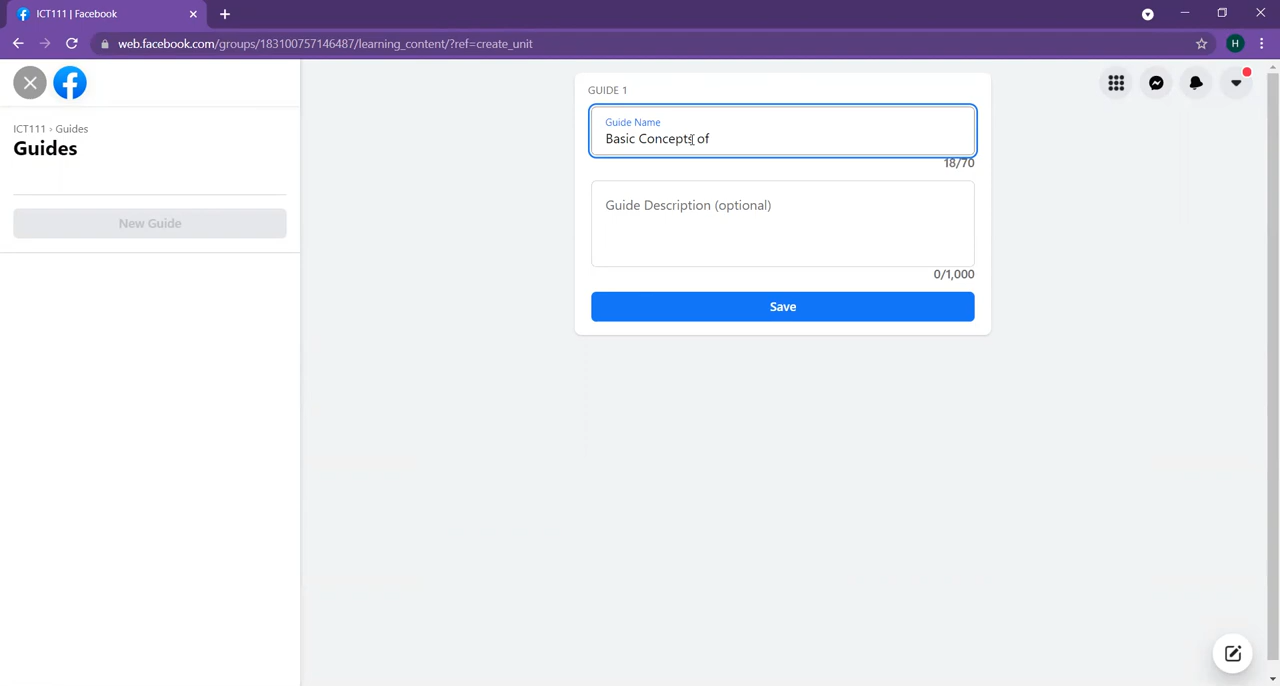 ICT111 | Facebook
web.facebook.com/groups/183100757146487/learning_content/?ref=create_unit
H
ICT111 › Guides
Guides
New Guide
GUIDE 1
Guide Name
Basic Concepts of
18/70
Guide Description (optional)
0/1,000
Save